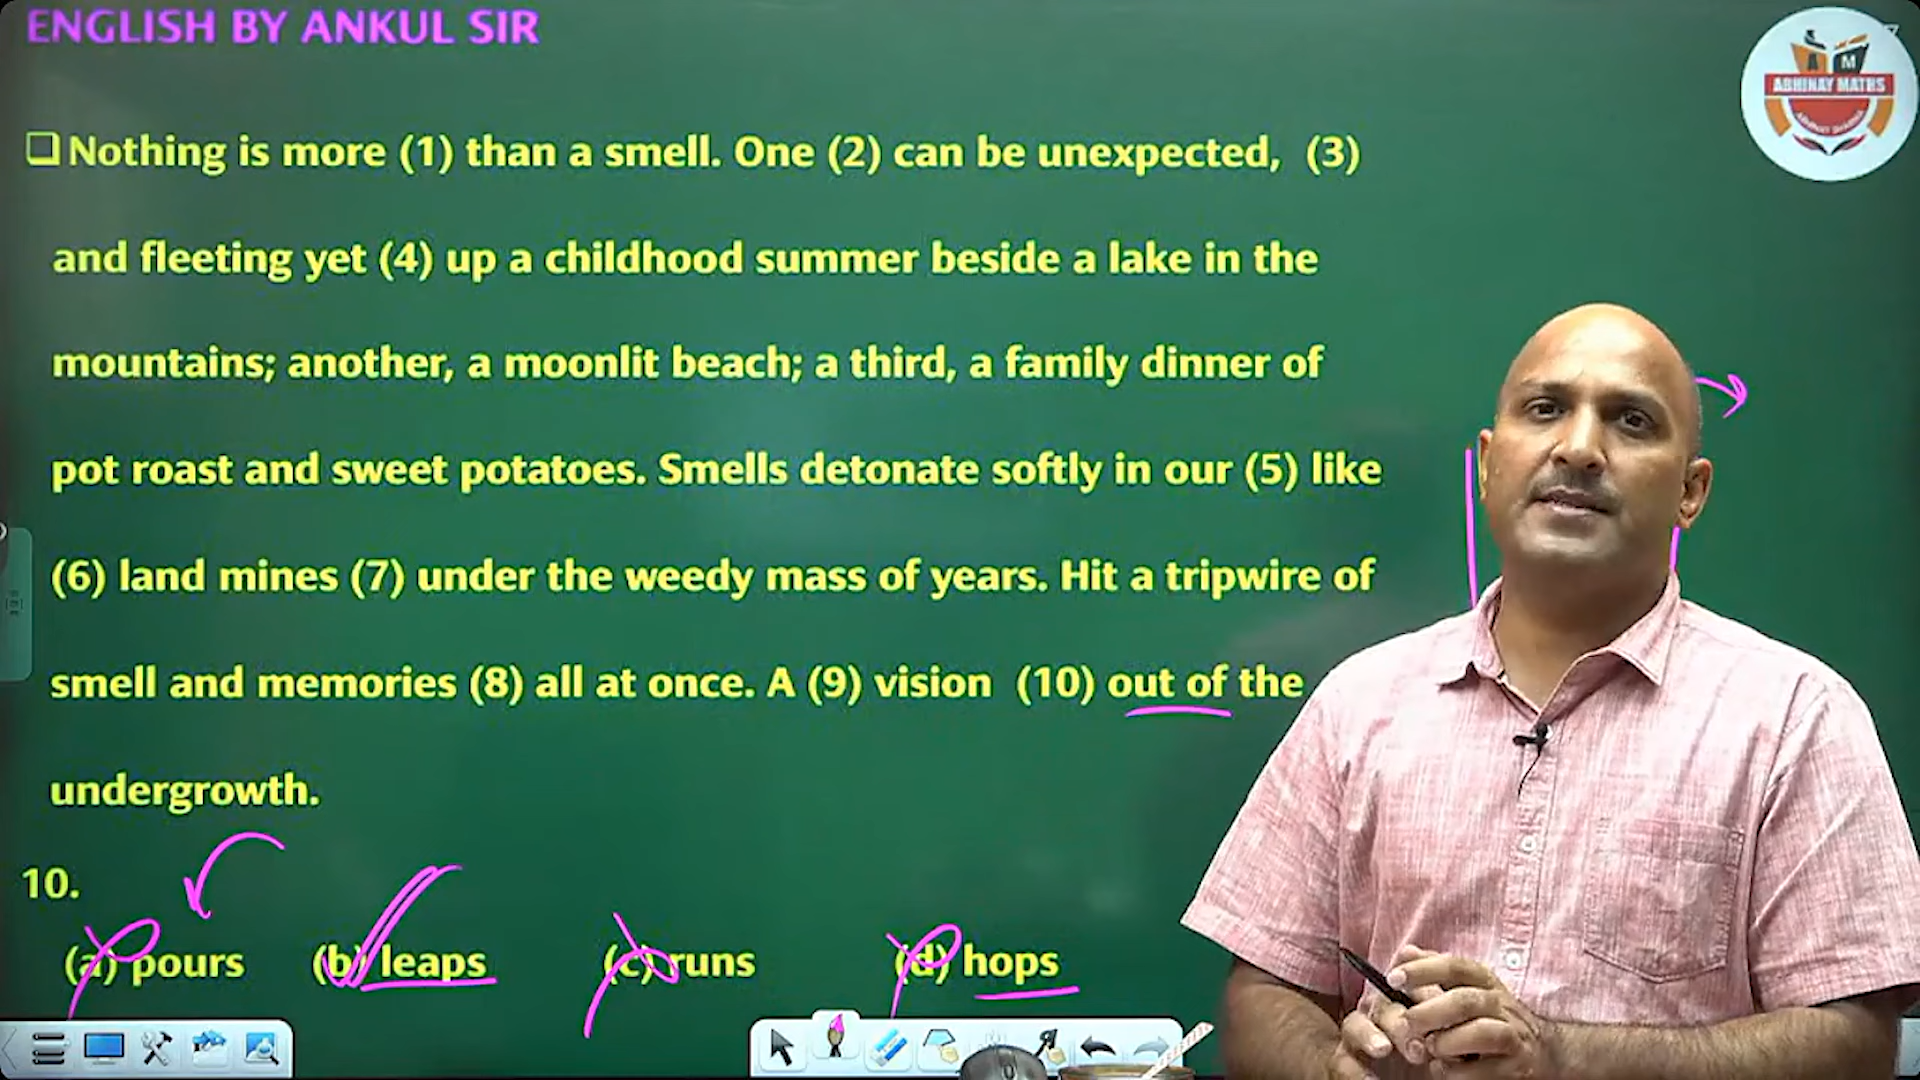 ENGLISH BY ANKUL SIR
A M
ABHINAY MATHS
ABHINAY SHARMA
❑Nothing is more (1) than a smell. One (2) can be unexpected, (3)
and fleeting yet (4) up a childhood summer beside a lake in the
mountains; another, a moonlit beach; a third, a family dinner of
pot roast and sweet potatoes. Smells detonate softly in our (5) like
(6) land mines (7) under the weedy mass of years. Hit a tripwire of
smell and memories (8) all at once. A (9) vision (10) out of the
undergrowth.
10.
(a) pours (b) leaps (c) runs (d) hops